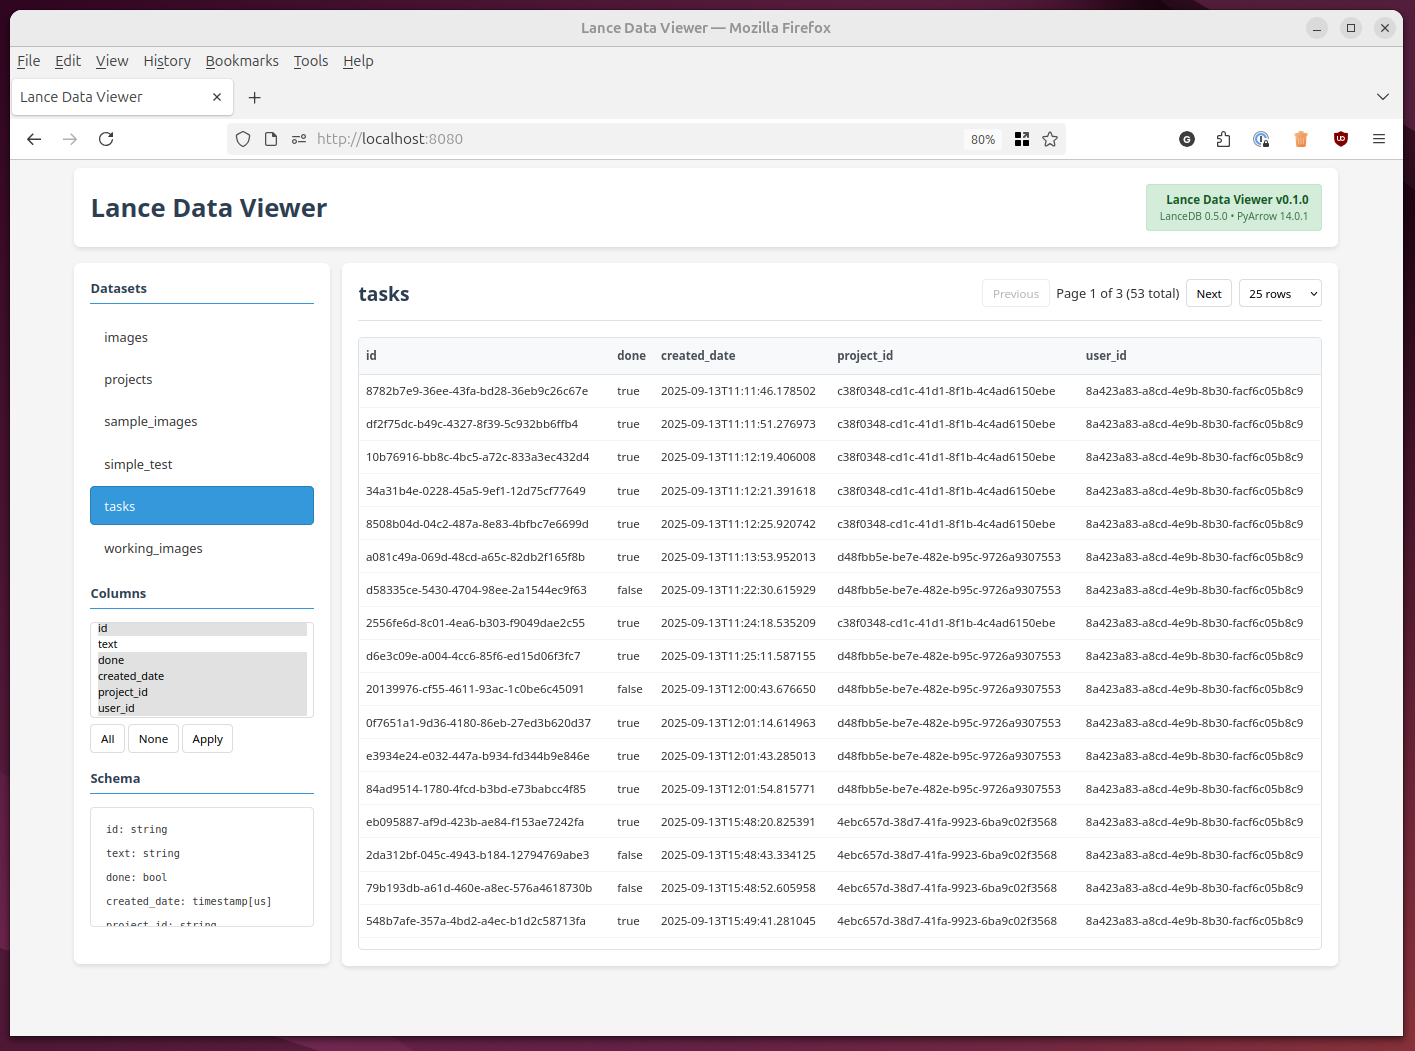 Lance Data Viewer — Mozilla Firefox
File Edit View History Bookmarks Tools Help
Lance Data Viewer
http://localhost:8080
80%
Lance Data Viewer
Lance Data Viewer v0.1.0
LanceDB 0.5.0 • PyArrow 14.0.1
Datasets
images
projects
sample_images
simple_test
tasks
working_images
Columns
id
text
done
created_date
project_id
user_id
All None Apply
Schema
id: string
text: string
done: bool
created_date: timestamp[us]
project_id: string
tasks
Previous Page 1 of 3 (53 total) Next 25 rows
id done created_date project_id user_id
8782b7e9-36ee-43fa-bd28-36eb9c26c67e true 2025-09-13T11:11:46.178502 c38f0348-cd1c-41d1-8f1b-4c4ad6150ebe 8a423a83-a8cd-4e9b-8b30-facf6c05b8c9
df2f75dc-b49c-4327-8f39-5c932bb6ffb4 true 2025-09-13T11:11:51.276973 c38f0348-cd1c-41d1-8f1b-4c4ad6150ebe 8a423a83-a8cd-4e9b-8b30-facf6c05b8c9
10b76916-bb8c-4bc5-a72c-833a3ec432d4 true 2025-09-13T11:12:19.406008 c38f0348-cd1c-41d1-8f1b-4c4ad6150ebe 8a423a83-a8cd-4e9b-8b30-facf6c05b8c9
34a31b4e-0228-45a5-9ef1-12d75cf77649 true 2025-09-13T11:12:21.391618 c38f0348-cd1c-41d1-8f1b-4c4ad6150ebe 8a423a83-a8cd-4e9b-8b30-facf6c05b8c9
8508b04d-04c2-487a-8e83-4bfbc7e6699d true 2025-09-13T11:12:25.920742 c38f0348-cd1c-41d1-8f1b-4c4ad6150ebe 8a423a83-a8cd-4e9b-8b30-facf6c05b8c9
a081c49a-069d-48cd-a65c-82db2f165f8b true 2025-09-13T11:13:53.952013 d48fbb5e-be7e-482e-b95c-9726a9307553 8a423a83-a8cd-4e9b-8b30-facf6c05b8c9
d58335ce-5430-4704-98ee-2a1544ec9f63 false 2025-09-13T11:22:30.615929 d48fbb5e-be7e-482e-b95c-9726a9307553 8a423a83-a8cd-4e9b-8b30-facf6c05b8c9
2556fe6d-8c01-4ea6-b303-f9049dae2c55 true 2025-09-13T11:24:18.535209 c38f0348-cd1c-41d1-8f1b-4c4ad6150ebe 8a423a83-a8cd-4e9b-8b30-facf6c05b8c9
d6e3c09e-a004-4cc6-85f6-ed15d06f3fc7 true 2025-09-13T11:25:11.587155 d48fbb5e-be7e-482e-b95c-9726a9307553 8a423a83-a8cd-4e9b-8b30-facf6c05b8c9
20139976-cf55-4611-93ac-1c0be6c45091 false 2025-09-13T12:00:43.676650 d48fbb5e-be7e-482e-b95c-9726a9307553 8a423a83-a8cd-4e9b-8b30-facf6c05b8c9
0f7651a1-9d36-4180-86eb-27ed3b620d37 true 2025-09-13T12:01:14.614963 d48fbb5e-be7e-482e-b95c-9726a9307553 8a423a83-a8cd-4e9b-8b30-facf6c05b8c9
e3934e24-e032-447a-b934-fd344b9e846e true 2025-09-13T12:01:43.285013 d48fbb5e-be7e-482e-b95c-9726a9307553 8a423a83-a8cd-4e9b-8b30-facf6c05b8c9
84ad9514-1780-4fcd-b3bd-e73babcc4f85 true 2025-09-13T12:01:54.815771 d48fbb5e-be7e-482e-b95c-9726a9307553 8a423a83-a8cd-4e9b-8b30-facf6c05b8c9
eb095887-af9d-423b-ae84-f153ae7242fa true 2025-09-13T15:48:20.825391 4ebc657d-38d7-41fa-9923-6ba9c02f3568 8a423a83-a8cd-4e9b-8b30-facf6c05b8c9
2da312bf-045c-4943-b184-12794769abe3 false 2025-09-13T15:48:43.334125 4ebc657d-38d7-41fa-9923-6ba9c02f3568 8a423a83-a8cd-4e9b-8b30-facf6c05b8c9
79b193db-a61d-460e-a8ec-576a4618730b false 2025-09-13T15:48:52.605958 4ebc657d-38d7-41fa-9923-6ba9c02f3568 8a423a83-a8cd-4e9b-8b30-facf6c05b8c9
548b7afe-357a-4bd2-a4ec-b1d2c58713fa true 2025-09-13T15:49:41.281045 4ebc657d-38d7-41fa-9923-6ba9c02f3568 8a423a83-a8cd-4e9b-8b30-facf6c05b8c9